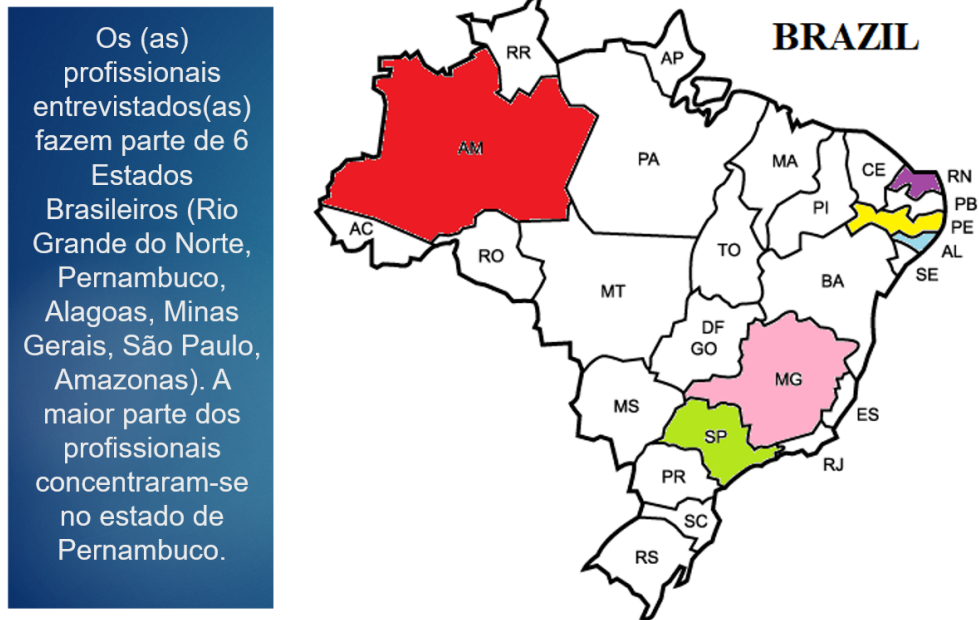 Os (as)
profissionais
entrevistados(as)
fazem parte de 6
Estados
Brasileiros (Rio
Grande do Norte,
Pernambuco,
Alagoas, Minas
Gerais, São Paulo,
Amazonas). A
maior parte dos
profissionais
concentraram-se
no estado de
Pernambuco.
BRAZIL
RR
AP
AM
PA
MA
CE
RN
PB
PI
PE
AC
AL
RO
TO
SE
BA
MT
DF
GO
MG
MS
ES
SP
RJ
PR
SC
RS